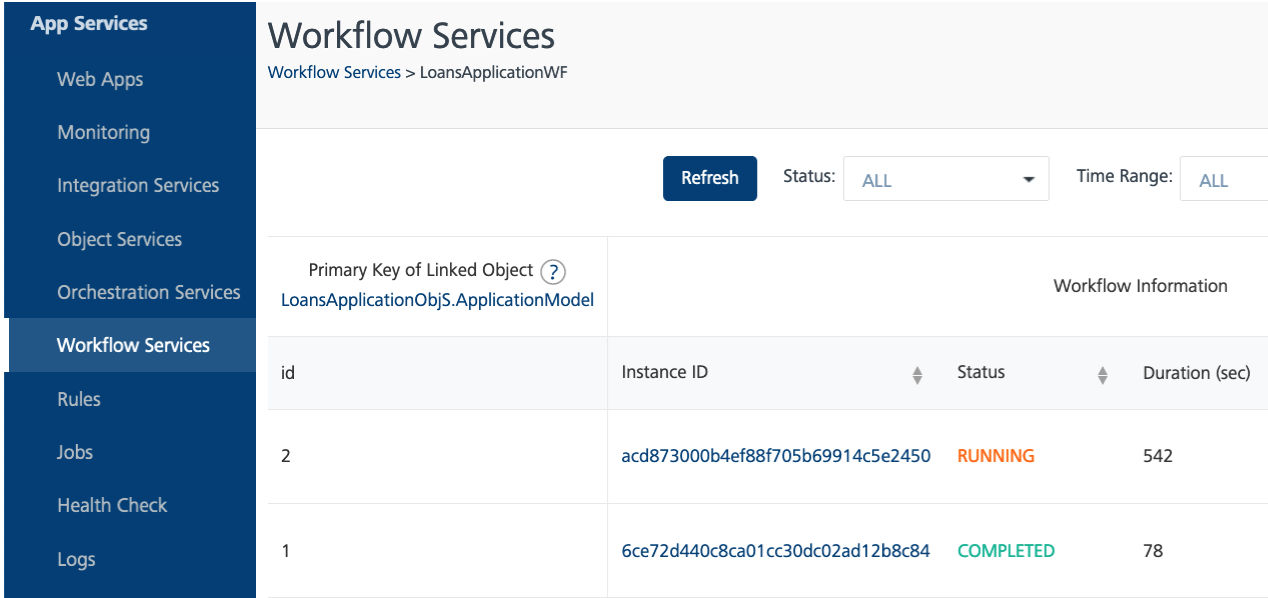 App Services
Web Apps
Monitoring
Integration Services
Object Services
Orchestration Services
Workflow Services
Rules
Jobs
Health Check
Logs
Workflow Services
Workflow Services > LoansApplicationWF
Refresh Status: ALL Time Range: ALL
Primary Key of Linked Object ?
LoansApplicationObjS.ApplicationModel
Workflow Information
id Instance ID Status Duration (sec)
2 acd873000b4ef88f705b69914c5e2450 RUNNING 542
1 6ce72d440c8ca01cc30dc02ad12b8c84 COMPLETED 78